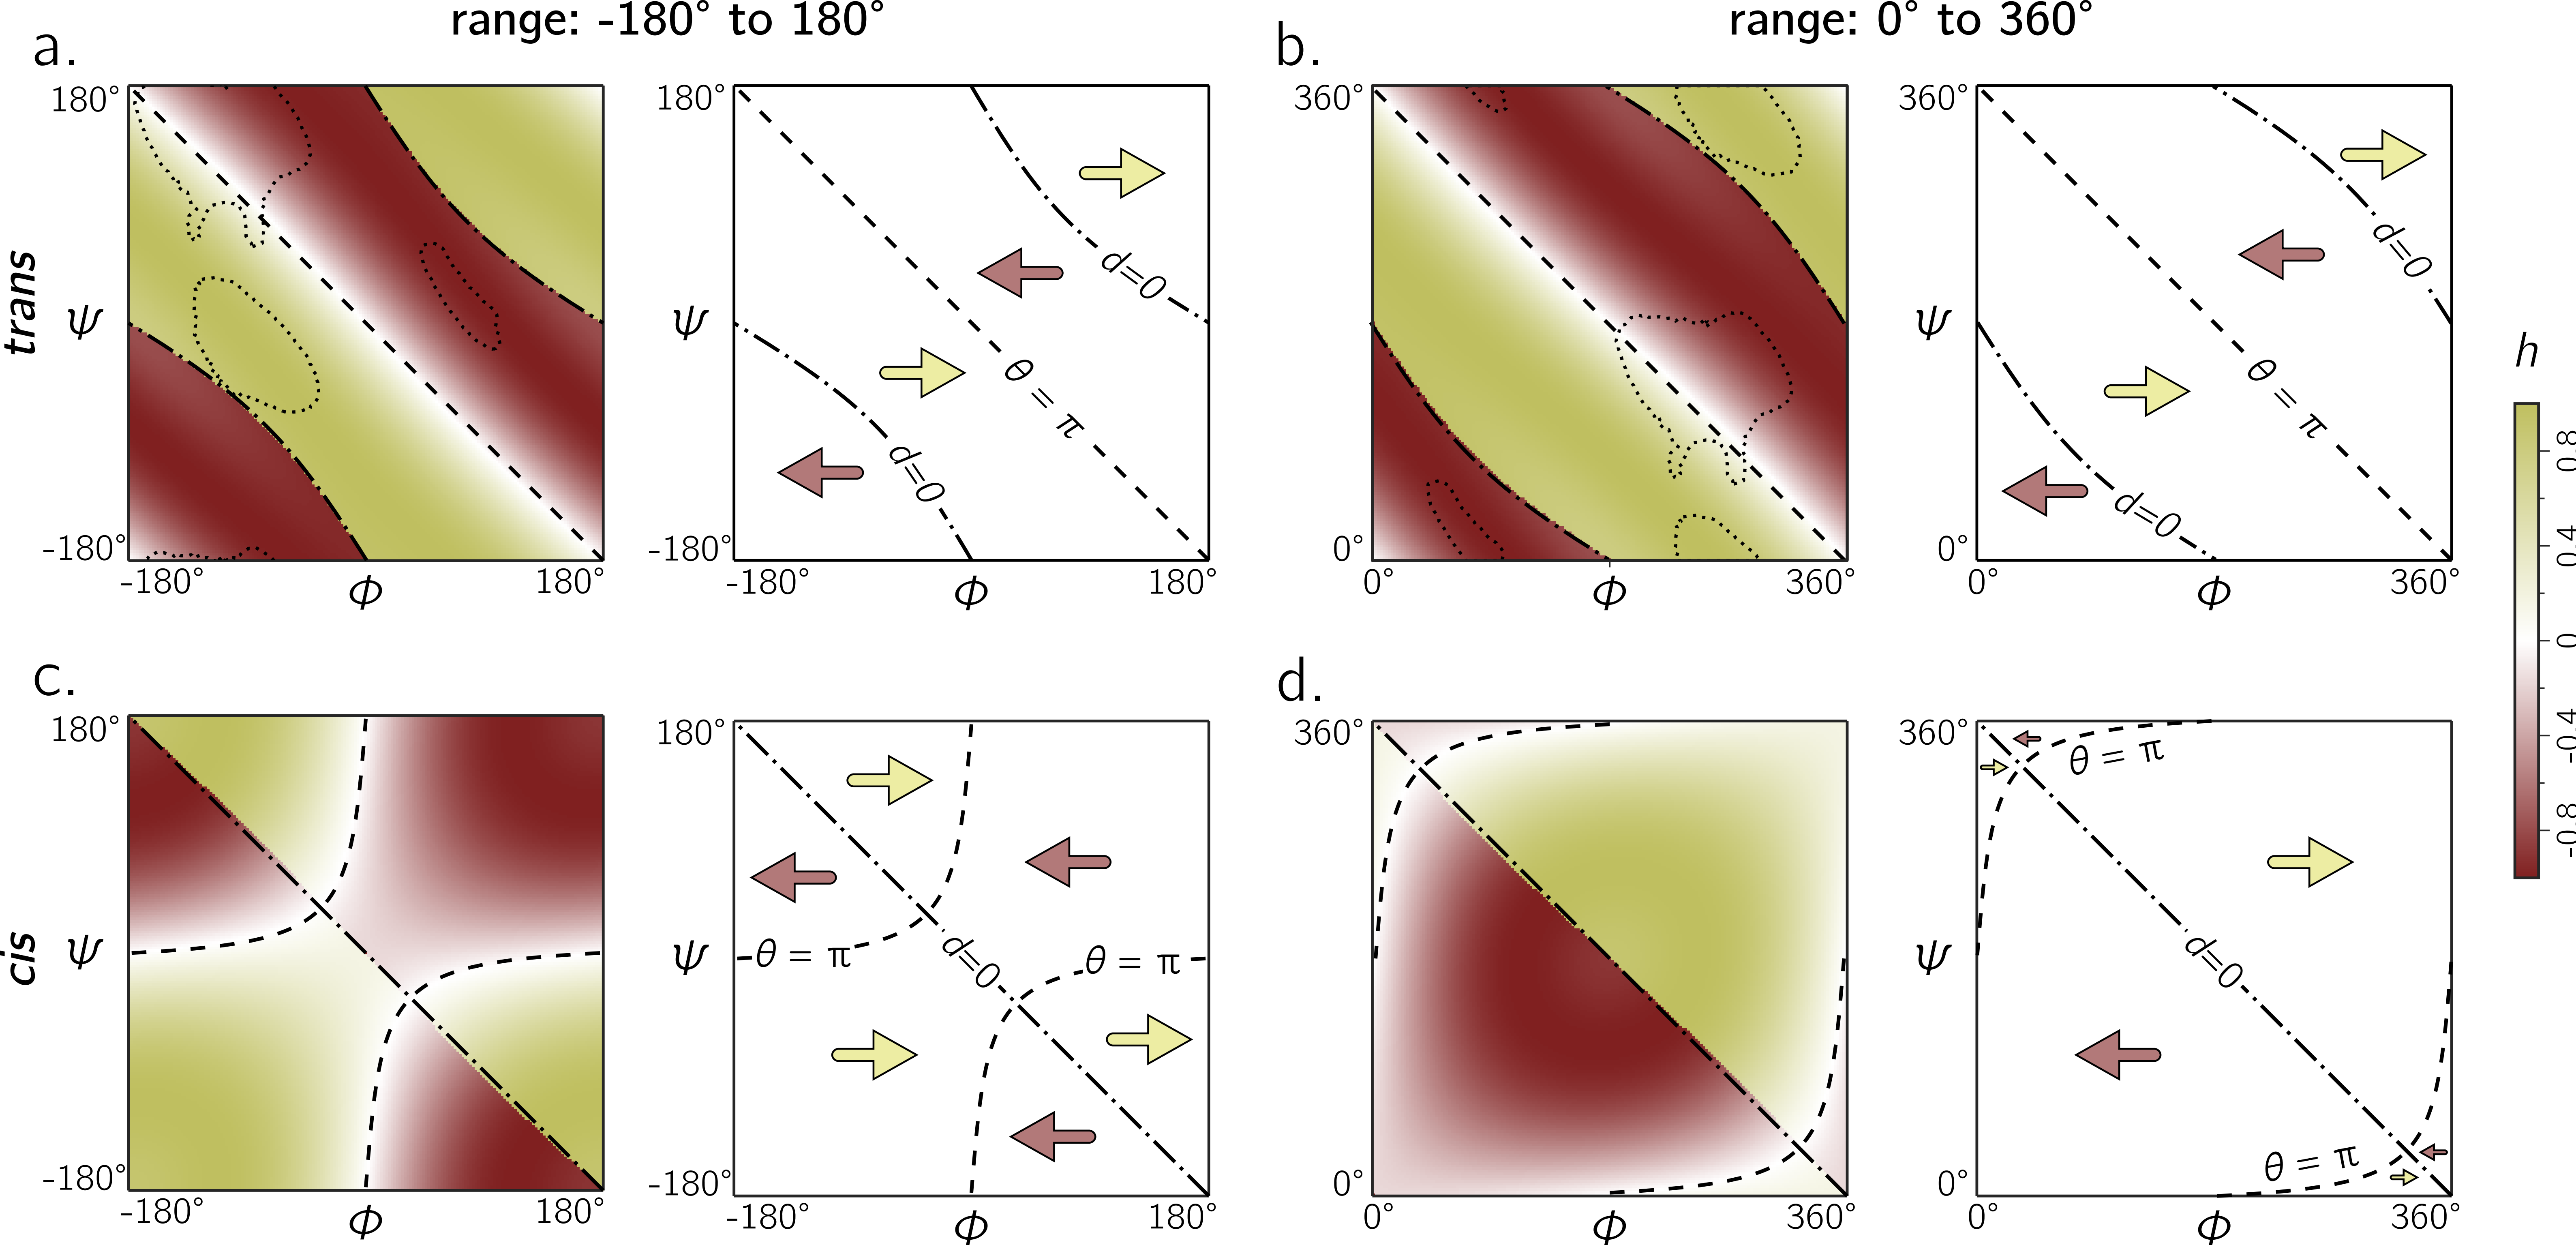 range: -180° to 180°
range: 0° to 360°
a.
b.
180°
180°
360°
360°
trans
ψ
ψ
ψ
d=0
d=0
θ = π
θ = π
d=0
d=0
h
-180°
-180°
0°
0°
-180°
ϕ
180°
-180°
ϕ
180°
0°
ϕ
360°
0°
ϕ
360°
0.8
0.4
0
-0.4
-0.8
c.
d.
180°
180°
360°
360°
θ = π
cis
ψ
ψ
θ = π
d=0
θ = π
ψ
d=0
θ = π
-180°
-180°
0°
0°
-180°
ϕ
180°
-180°
ϕ
180°
0°
ϕ
360°
0°
ϕ
360°